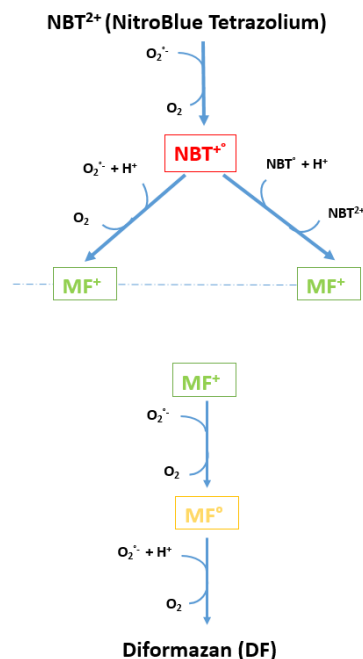 NBT²⁺ (NitroBlue Tetrazolium)
O₂°⁻
O₂
NBT⁺°
O₂°⁻ + H⁺
NBT° + H⁺
O₂
NBT²⁺
MF⁺
MF⁺
MF⁺
O₂°⁻
O₂
MF°
O₂°⁻ + H⁺
O₂
Diformazan (DF)